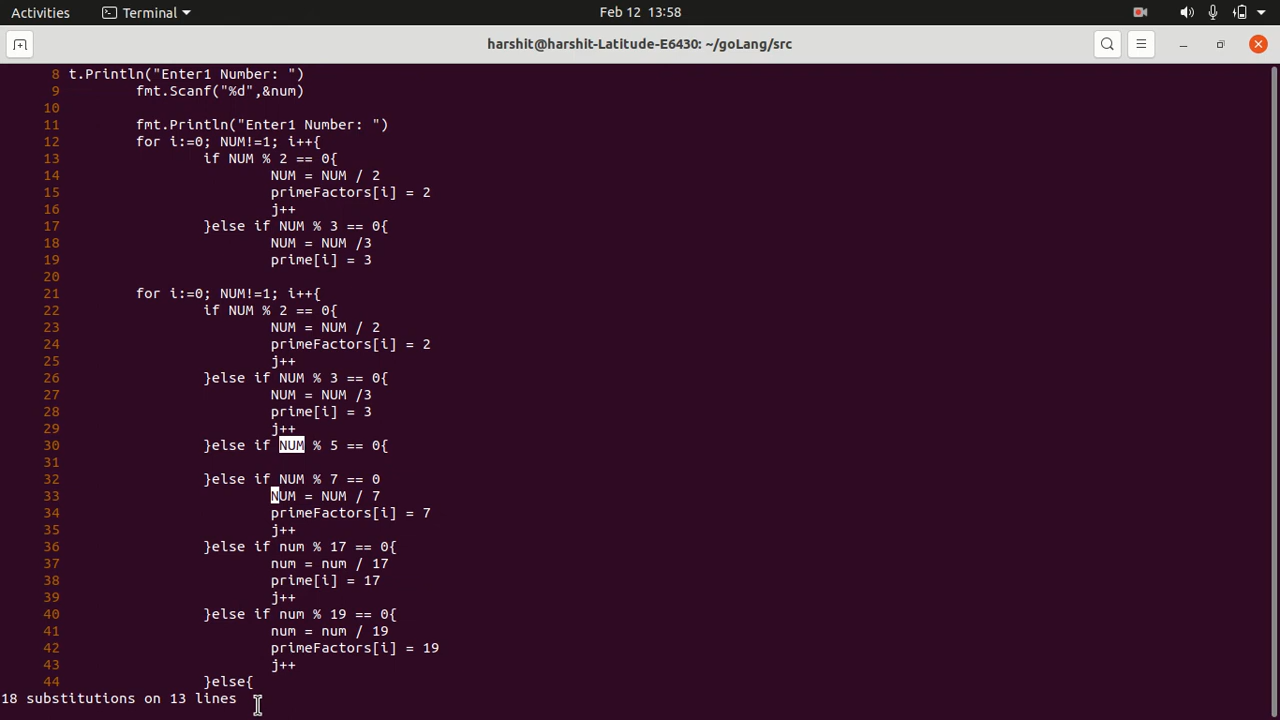 Activities Terminal Feb 12 13:58
harshit@harshit-Latitude-E6430: ~/goLang/src
8 t.Println("Enter1 Number: ")
9 fmt.Scanf("%d",&num)
10
11 fmt.Println("Enter1 Number: ")
12 for i:=0; NUM!=1; i++{
13 if NUM % 2 == 0{
14 NUM = NUM / 2
15 primeFactors[i] = 2
16 j++
17 }else if NUM % 3 == 0{
18 NUM = NUM /3
19 prime[i] = 3
20
21 for i:=0; NUM!=1; i++{
22 if NUM % 2 == 0{
23 NUM = NUM / 2
24 primeFactors[i] = 2
25 j++
26 }else if NUM % 3 == 0{
27 NUM = NUM /3
28 prime[i] = 3
29 j++
30 }else if NUM % 5 == 0{
31
32 }else if NUM % 7 == 0
33 NUM = NUM / 7
34 primeFactors[i] = 7
35 j++
36 }else if num % 17 == 0{
37 num = num / 17
38 prime[i] = 17
39 j++
40 }else if num % 19 == 0{
41 num = num / 19
42 primeFactors[i] = 19
43 j++
44 }else{
18 substitutions on 13 lines